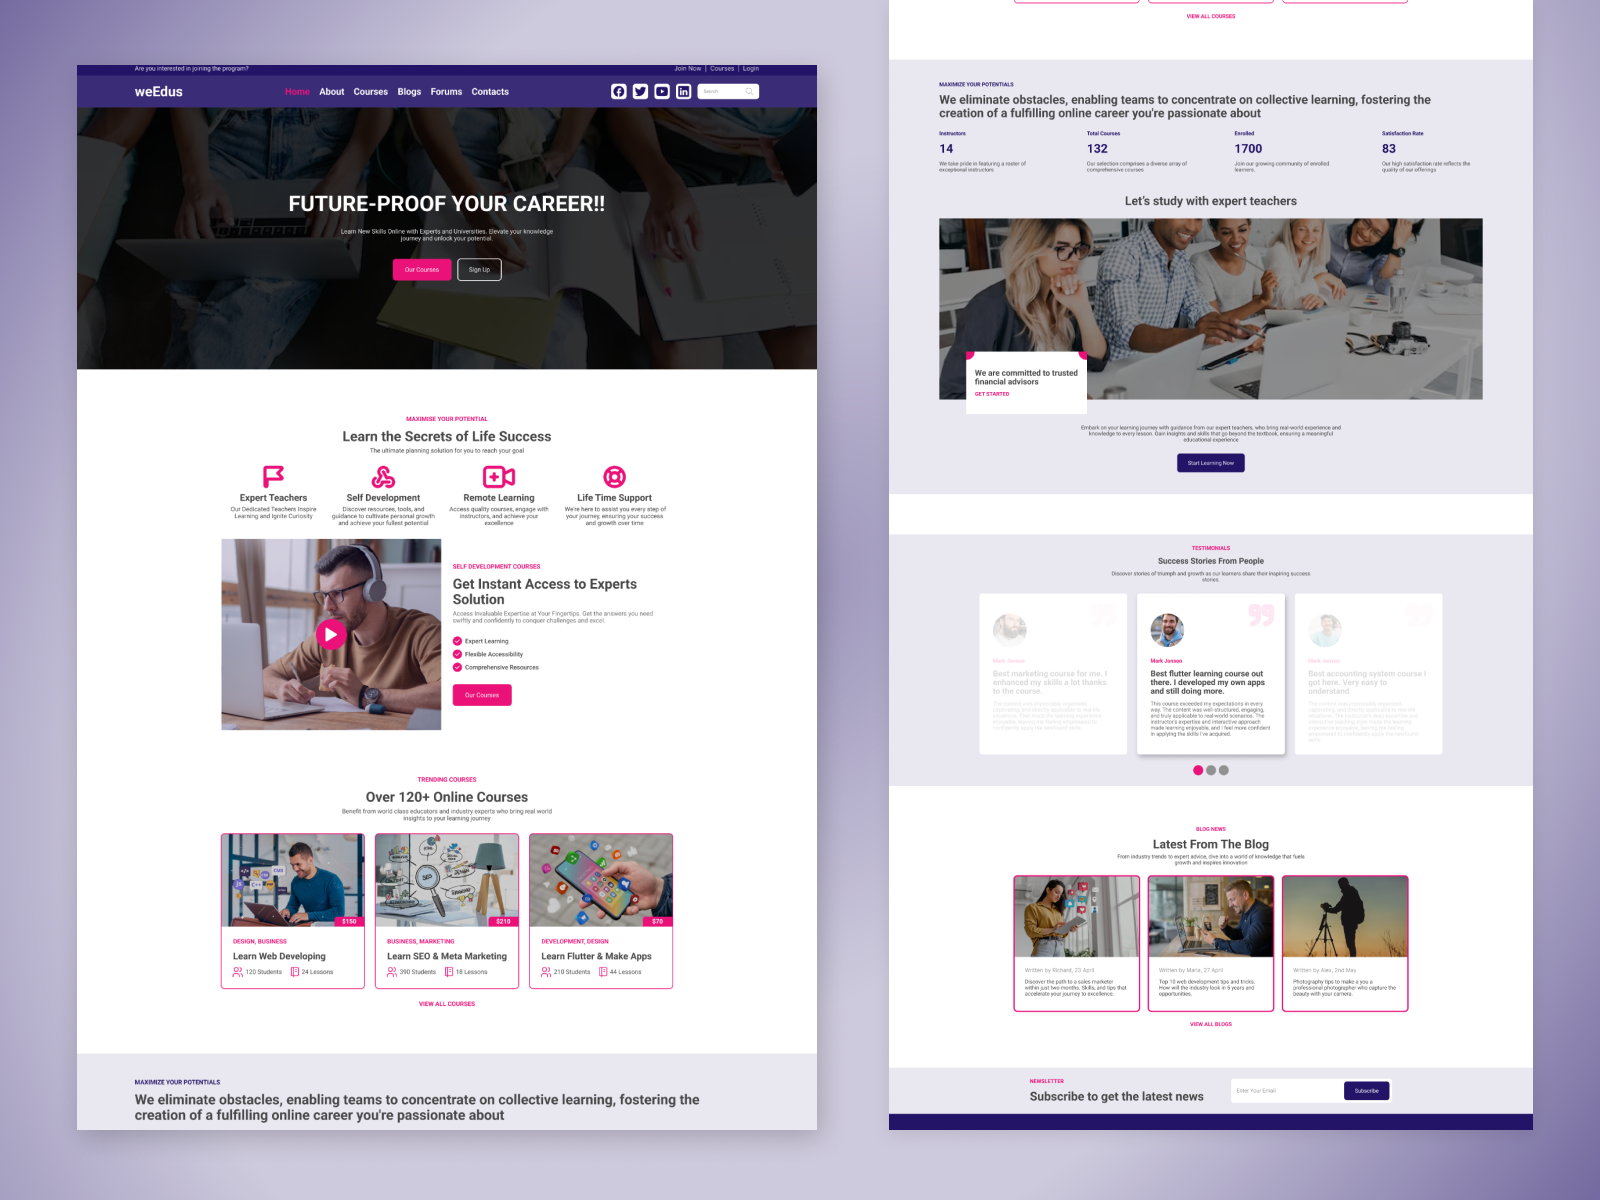 Are you interested in joining the program?
Join Now | Courses | Login
weEdus
Home About Courses Blogs Forums Contacts
Search
FUTURE-PROOF YOUR CAREER!!
Learn New Skills Online with Experts and Universities. Elevate your knowledge
journey and unlock your potential.
Our Courses
Sign Up
MAXIMISE YOUR POTENTIAL
Learn the Secrets of Life Success
The ultimate planning solution for you to reach your goal
Expert Teachers
Our Dedicated Teachers Inspire
Learning and Ignite Curiosity
Self Development
Discover resources, tools, and
guidance to cultivate personal growth
and achieve your fullest potential
Remote Learning
Access quality courses, engage with
instructors, and achieve your
excellence
Life Time Support
We're here to assist you every step of
your journey, ensuring your success
and growth over time
SELF DEVELOPMENT COURSES
Get Instant Access to Experts
Solution
Access Invaluable Expertise at Your Fingertips. Get the answers you need
swiftly and confidently to conquer challenges and excel.
Expert Learning
Flexible Accessibility
Comprehensive Resources
Our Courses
TRENDING COURSES
Over 120+ Online Courses
Benefit from world class educators and industry experts who bring real world
insights to your learning journey
$150
DESIGN, BUSINESS
Learn Web Developing
120 Students 24 Lessons
SEO
$210
BUSINESS, MARKETING
Learn SEO & Meta Marketing
390 Students 18 Lessons
$70
DEVELOPMENT, DESIGN
Learn Flutter & Make Apps
210 Students 44 Lessons
VIEW ALL COURSES
MAXIMIZE YOUR POTENTIALS
We eliminate obstacles, enabling teams to concentrate on collective learning, fostering the
creation of a fulfilling online career you're passionate about
VIEW ALL COURSES
MAXIMIZE YOUR POTENTIALS
We eliminate obstacles, enabling teams to concentrate on collective learning, fostering the
creation of a fulfilling online career you're passionate about
Instructors
14
We take pride in featuring a roster of
exceptional instructors
Total Courses
132
Our selection comprises a diverse array of
comprehensive courses
Enrolled
1700
Join our growing community of enrolled
learners.
Satisfaction Rate
83
Our high satisfaction rate reflects the
quality of our offerings
Let's study with expert teachers
We are committed to trusted
financial advisors
GET STARTED
Embark on your learning journey with guidance from our expert teachers, who bring real-world experience and
knowledge to every lesson. Gain insights and skills that go beyond the textbook, ensuring a meaningful
educational experience
Start Learning Now
TESTIMONIALS
Success Stories From People
Discover stories of triumph and growth as our learners share their inspiring success
stories.
Mark Jonson
Best marketing course for me. I
enhanced my skills a lot thanks
to the course.
Mark Jonson
Best flutter learning course out
there. I developed my own apps
and still doing more.
This course exceeded my expectations in every
way. The content was well-structured, engaging,
and truly applicable to real-world scenarios. The
instructor's expertise and interactive approach
made learning enjoyable, and i feel more confident
in applying the skills I've acquired.
Mark Jonson
Best accounting system course I
got here. Very easy to
understand
BLOG NEWS
Latest From The Blog
From industry trends to expert advice, dive into a world of knowledge that fuels
growth and inspires innovation
Written by Richard, 23 April
Discover the path to a sales marketer
within just two months. Skills, and tips that
accelerate your journey to excellence.
Written by Maria, 27 April
Top 10 web development tips and tricks.
How will the industry look in 5 years and
opportunities.
Written by Alex, 2nd May
Photography tips to make a you a
professional photographer who capture the
beauty with your camera.
VIEW ALL BLOGS
NEWSLETTER
Subscribe to get the latest news
Enter Your Email
Subscribe